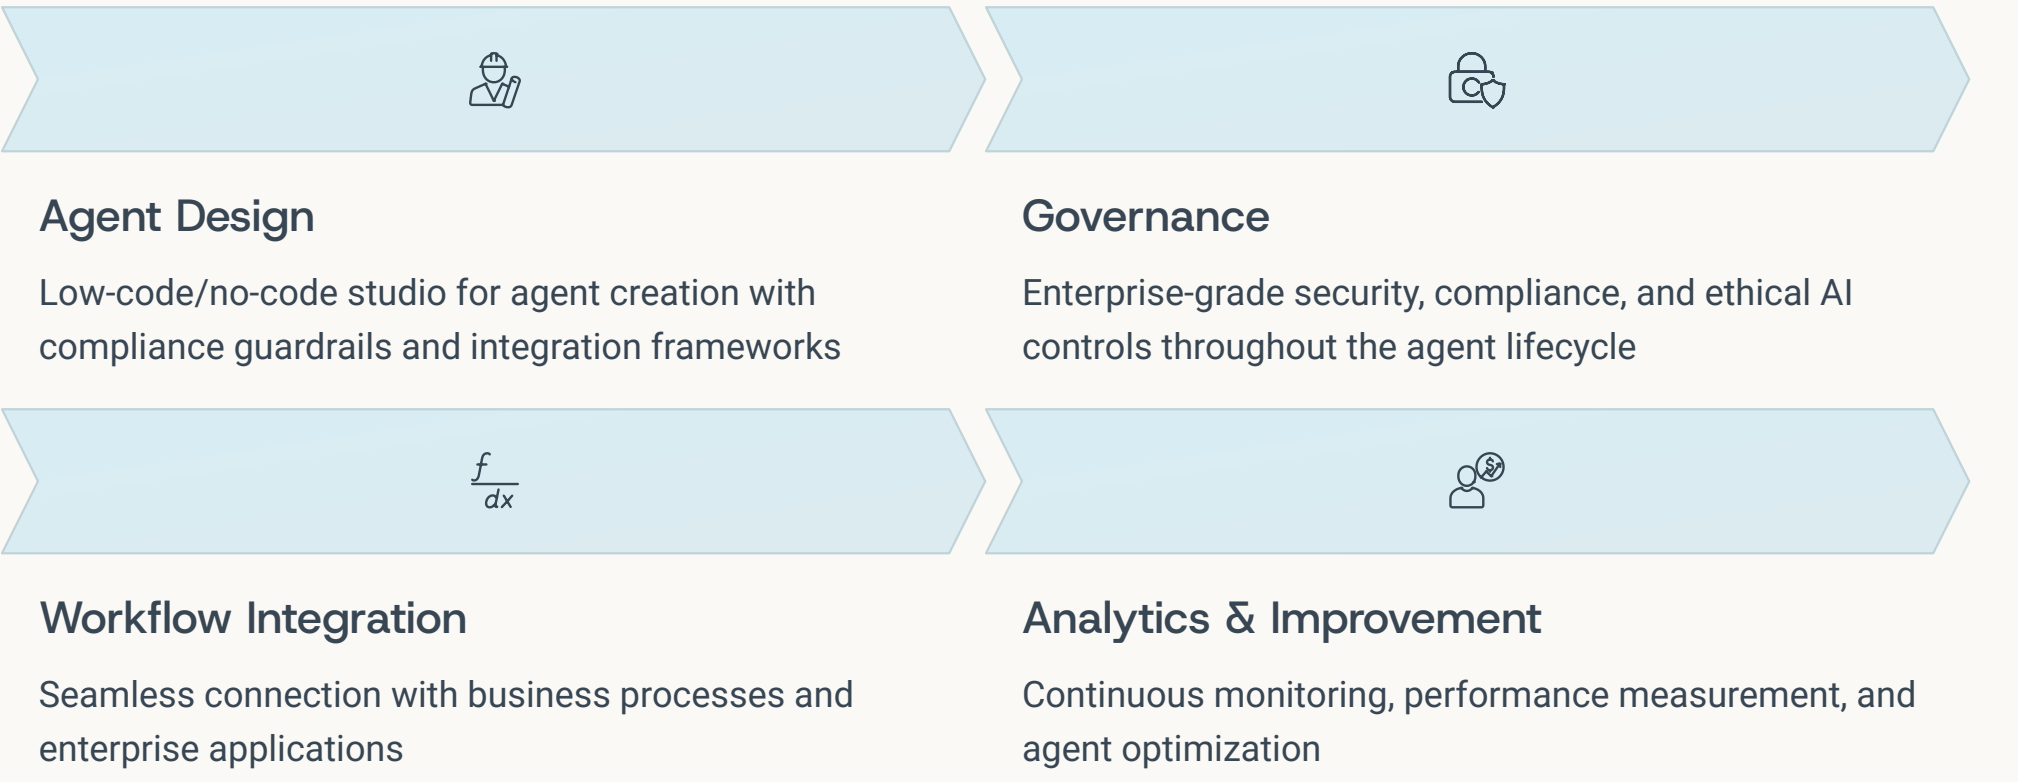 Agent Design
Low-code/no-code studio for agent creation with
compliance guardrails and integration frameworks
Governance
Enterprise-grade security, compliance, and ethical AI
controls throughout the agent lifecycle
f
dx
$
Workflow Integration
Seamless connection with business processes and
enterprise applications
Analytics & Improvement
Continuous monitoring, performance measurement, and
agent optimization